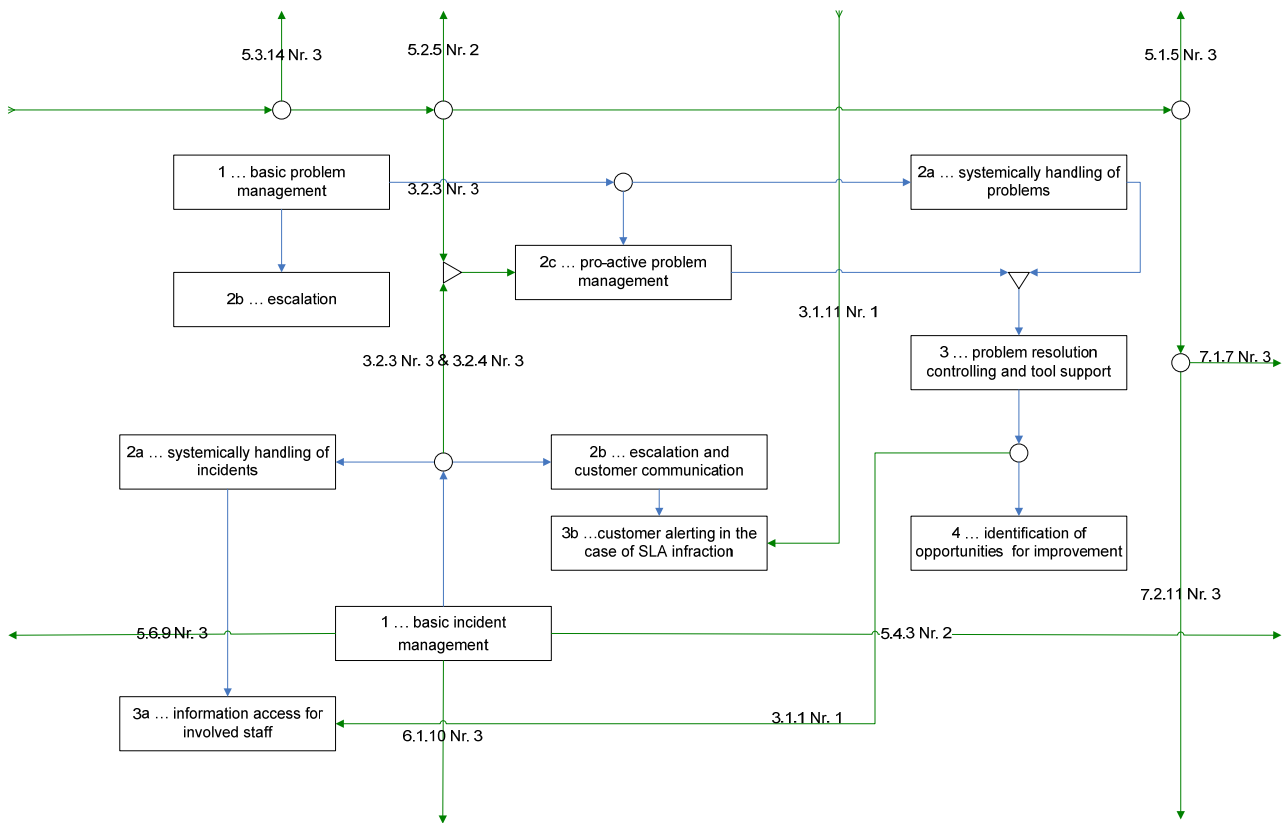 5.3.14 Nr. 3
5.2.5 Nr. 2
5.1.5 Nr. 3
1 ... basic problem
management
3.2.3 Nr. 3
2a ... systemically handling of
problems
2c ... pro-active problem
management
2b ... escalation
3.1.11 Nr. 1
3 ... problem resolution
controlling and tool support
3.2.3 Nr. 3 & 3.2.4 Nr. 3
7.1.7 Nr. 3
2a ... systemically handling of
incidents
2b ... escalation and
customer communication
3b ...customer alerting in the
case of SLA infraction
4 ... identification of
opportunities for improvement
7.2.11 Nr. 3
5.6.9 Nr. 3
1 ... basic incident
management
5.4.3 Nr. 2
3a ... information access for
involved staff
3.1.1 Nr. 1
6.1.10 Nr. 3